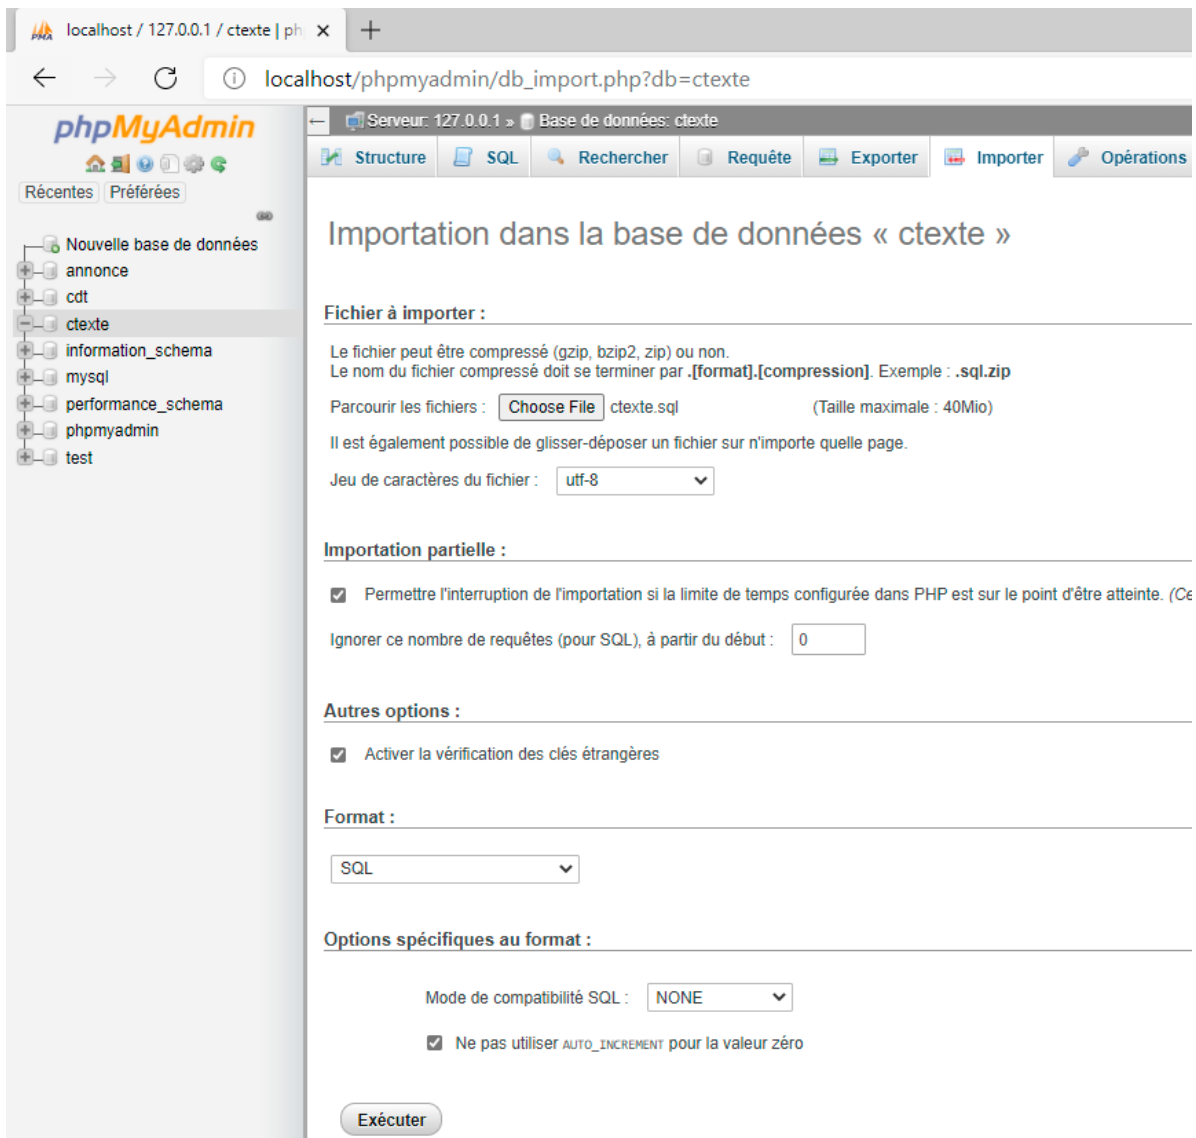 localhost / 127.0.0.1 / ctexte | ph
localhost/phpmyadmin/db_import.php?db=ctexte
phpMyAdmin
Récentes Préférées
Nouvelle base de données
annonce
cdt
ctexte
information_schema
mysql
performance_schema
phpmyadmin
test
Serveur: 127.0.0.1 » Base de données: ctexte
Structure SQL Rechercher Requête Exporter Importer Opérations
Importation dans la base de données « ctexte »
Fichier à importer :
Le fichier peut être compressé (gzip, bzip2, zip) ou non.
Le nom du fichier compressé doit se terminer par .[format].[compression]. Exemple : .sql.zip
Parcourir les fichiers : Choose File ctexte.sql (Taille maximale : 40Mio)
Il est également possible de glisser-déposer un fichier sur n'importe quelle page.
Jeu de caractères du fichier : utf-8
Importation partielle :
Permettre l'interruption de l'importation si la limite de temps configurée dans PHP est sur le point d'être atteinte. (Ce
Ignorer ce nombre de requêtes (pour SQL), à partir du début : 0
Autres options :
Activer la vérification des clés étrangères
Format :
SQL
Options spécifiques au format :
Mode de compatibilité SQL : NONE
Ne pas utiliser AUTO_INCREMENT pour la valeur zéro
Exécuter